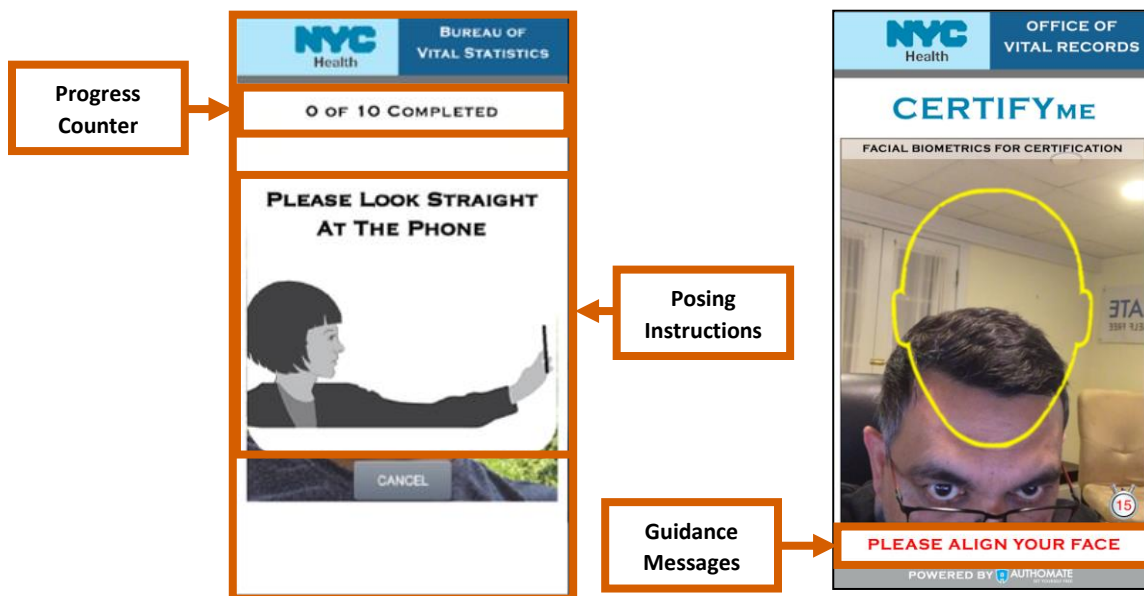 Progress
Counter
NYC
Health
BUREAU OF
VITAL STATISTICS
0 OF 10 COMPLETED
PLEASE LOOK STRAIGHT
AT THE PHONE
CANCEL
Posing
Instructions
Guidance
Messages
NYC
Health
OFFICE OF
VITAL RECORDS
CERTIFYME
FACIAL BIOMETRICS FOR CERTIFICATION
15
PLEASE ALIGN YOUR FACE
POWERED BY AUTHOMATE